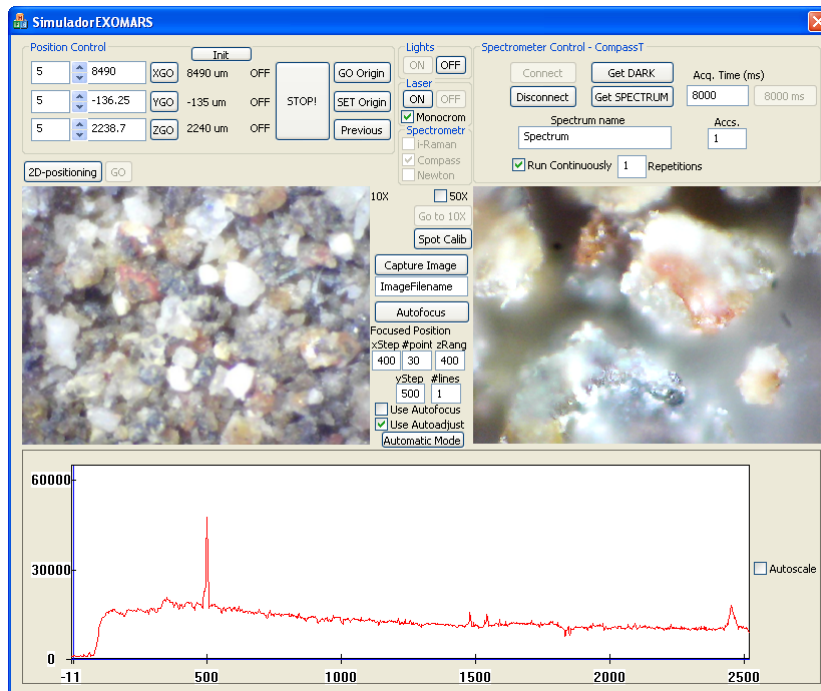 SimuladorEXOMARS
Position Control
Init
5 8490 XGO 8490 um OFF
5 -136.25 YGO -135 um OFF
5 2238.7 ZGO 2240 um OFF
STOP!
GO Origin
SET Origin
Previous
2D-positioning GO
Lights
ON OFF
Laser
ON OFF
Monocrom
Spectrometr
i-Raman
Compass
Newton
Spectrometer Control - CompassT
Connect Get DARK Acq. Time (ms)
Disconnect Get SPECTRUM 8000 8000 ms
Spectrum name Accs.
Spectrum 1
Run Continuously 1 Repetitions
10X 50X
Go to 10X
Spot Calib
Capture Image
ImageFilename
Autofocus
Focused Position
xStep #point zRang
400 30 400
yStep #lines
500 1
Use Autofocus
Use Autoadjust
Automatic Mode
60000
30000
0
-11 500 1000 1500 2000 2500
Autoscale